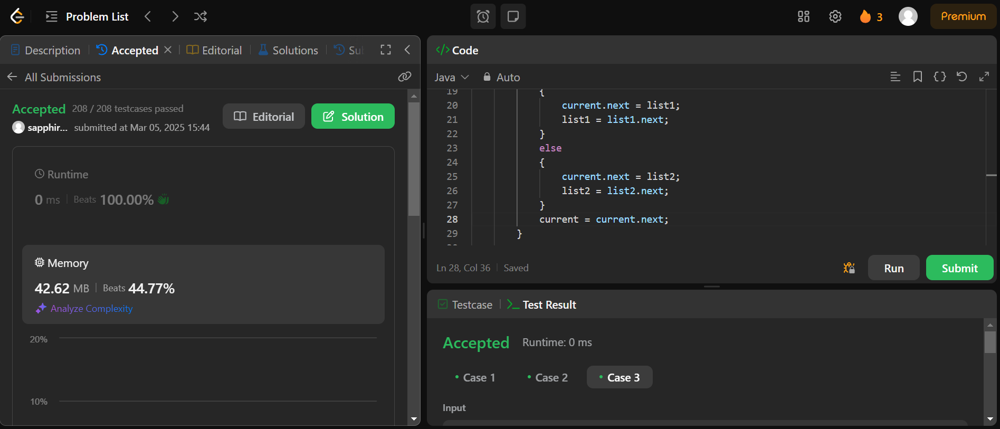 Problem List
3
Premium
Description
Accepted
Editorial
Solutions
All Submissions
Accepted 208 / 208 testcases passed
sapphir... submitted at Mar 05, 2025 15:44
Editorial
Solution
Runtime
0 ms Beats 100.00%
Memory
42.62 MB Beats 44.77%
Analyze Complexity
20%
10%
</> Code
Java
Auto
19 {
20 current.next = list1;
21 list1 = list1.next;
22 }
23 else
24 {
25 current.next = list2;
26 list2 = list2.next;
27 }
28 current = current.next;
29 }
Ln 28, Col 36 Saved
Run
Submit
Testcase
Test Result
Accepted Runtime: 0 ms
Case 1
Case 2
Case 3
Input